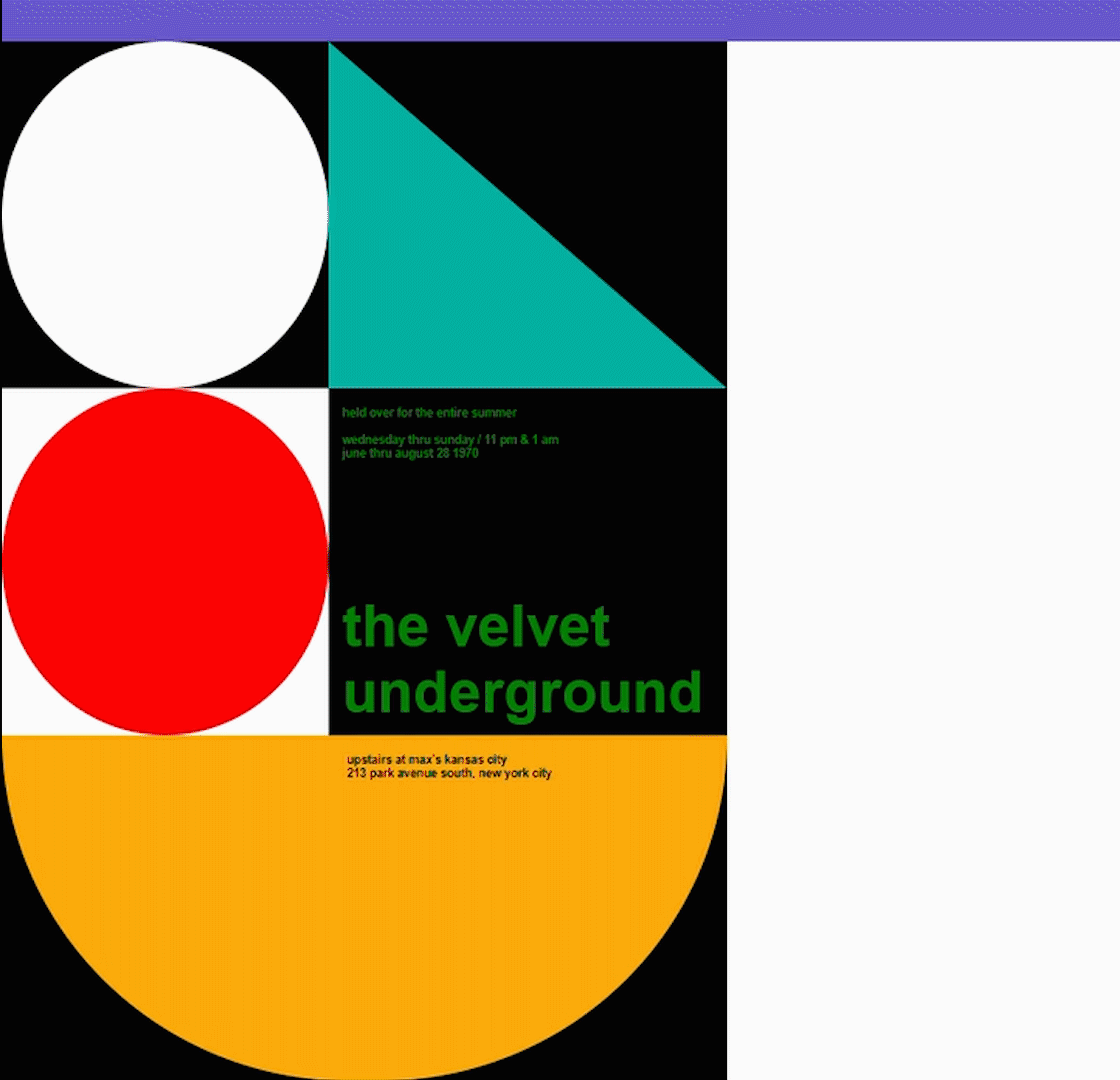 held over for the entire summer
wednesday thru sunday / 11 pm & 1 am
june thru august 28 1970
the velvet
underground
upstairs at max's kansas city
213 park avenue south, new york city